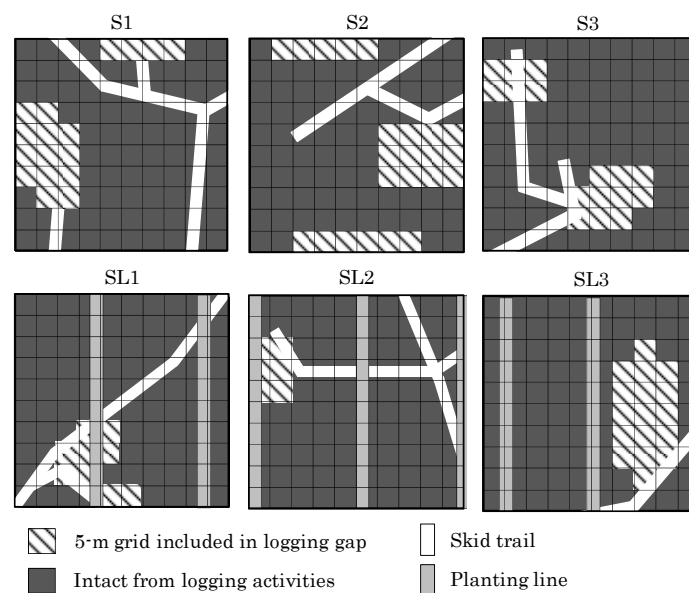 S1 S2 S3
SL1 SL2 SL3
5-m grid included in logging gap
Skid trail
Intact from logging activities
Planting line